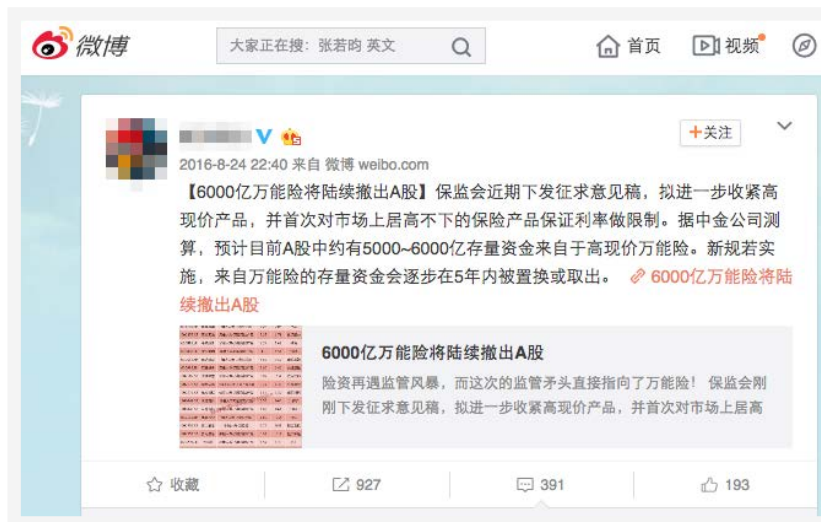 微博
大家正在搜：张若昀 英文
首页
视频
+关注
2016-8-24 22:40 来自 微博 weibo.com
【6000亿万能险将陆续撤出A股】保监会近期下发征求意见稿，拟进一步收紧高
现价产品，并首次对市场上居高不下的保险产品保证利率做限制。据中金公司测
算，预计目前A股中约有5000~6000亿存量资金来自于高现价万能险。新规若实
施，来自万能险的存量资金会逐步在5年内被置换或取出。 6000亿万能险将陆
续撤出A股
6000亿万能险将陆续撤出A股
险资再遇监管风暴，而这次的监管矛头直接指向了万能险！ 保监会刚
刚下发征求意见稿，拟进一步收紧高现价产品，并首次对市场上居高
收藏
927
391
193